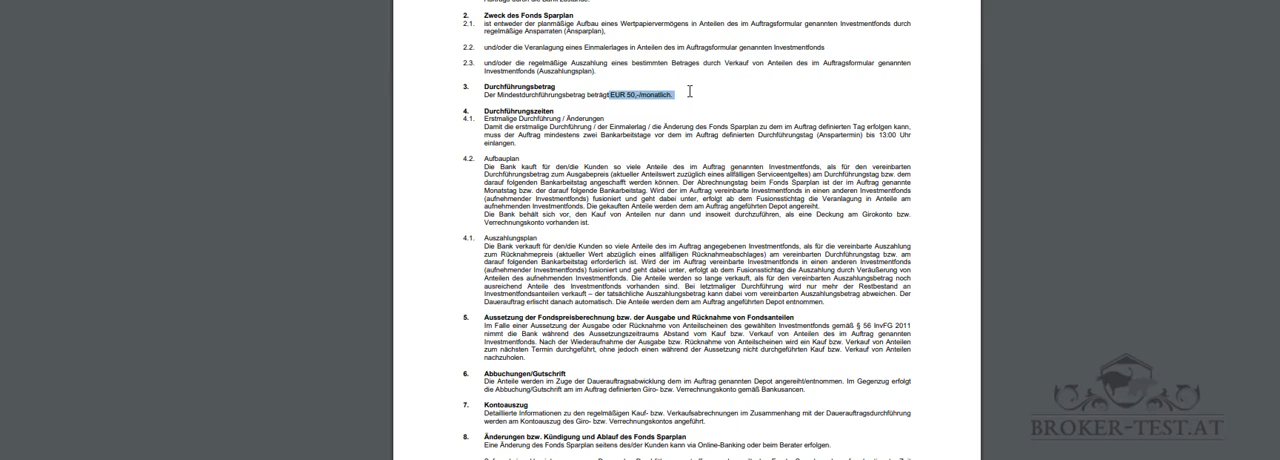 2. Zweck des Fonds Sparplan
2.1. ist entweder der planmäßige Aufbau eines Wertpapiervermögens in Anteilen des im Auftragsformular genannten Investmentfonds durch
regelmäßige Ansparraten (Ansparplan),
2.2. und/oder die Veranlagung eines Einmalerlages in Anteilen des im Auftragsformular genannten Investmentfonds
2.3. und/oder die regelmäßige Auszahlung eines bestimmten Betrages durch Verkauf von Anteilen des im Auftragsformular genannten
Investmentfonds (Auszahlungsplan).
3. Durchführungsbetrag
Der Mindestdurchführungsbetrag beträgt EUR 50,-/monatlich.
4. Durchführungszeiten
4.1. Erstmalige Durchführung / Änderungen
Damit die erstmalige Durchführung / der Einmalerlag / die Änderung des Fonds Sparplan zu dem im Auftrag definierten Tag erfolgen kann,
muss der Auftrag mindestens zwei Bankarbeitstage vor dem im Auftrag definierten Durchführungstag (Anspartermin) bis 13:00 Uhr
einlangen.
4.2. Aufbauplan
Die Bank kauft für den/die Kunden so viele Anteile des im Auftrag genannten Investmentfonds, als für den vereinbarten
Durchführungsbetrag zum Ausgabepreis (aktueller Anteilswert zuzüglich eines allfälligen Serviceentgeltes) am Durchführungstag bzw. dem
darauf folgenden Bankarbeitstag angeschafft werden können. Der Abrechnungstag beim Fonds Sparplan ist der im Auftrag genannte
Monatstag bzw. der darauf folgende Bankarbeitstag. Wird der im Auftrag vereinbarte Investmentfonds in einen anderen Investmentfonds
(aufnehmender Investmentfonds) fusioniert und geht dabei unter, erfolgt ab dem Fusionsstichtag die Veranlagung in Anteile am
aufnehmenden Investmentfonds. Die gekauften Anteile werden dem am Auftrag angeführten Depot angereiht.
Die Bank behält sich vor, den Kauf von Anteilen nur dann und insoweit durchzuführen, als eine Deckung am Girokonto bzw.
Verrechnungskonto vorhanden ist.
4.1. Auszahlungsplan
Die Bank verkauft für den/die Kunden so viele Anteile des im Auftrag angegebenen Investmentfonds, als für die vereinbarte Auszahlung
zum Rücknahmepreis (aktueller Wert abzüglich eines allfälligen Rücknahmeabschlages) am vereinbarten Durchführungstag bzw. am
darauf folgenden Bankarbeitstag erforderlich ist. Wird der im Auftrag vereinbarte Investmentfonds in einen anderen Investmentfonds
(aufnehmender Investmentfonds) fusioniert und geht dabei unter, erfolgt ab dem Fusionsstichtag die Auszahlung durch Veräußerung von
Anteilen des aufnehmenden Investmentfonds. Die Anteile werden so lange verkauft, als für den vereinbarten Auszahlungsbetrag noch
ausreichend Anteile des Investmentfonds vorhanden sind. Bei letztmaliger Durchführung wird nur mehr der Restbestand an
Investmentfondsanteilen verkauft – der tatsächliche Auszahlungsbetrag kann dabei vom vereinbarten Auszahlungsbetrag abweichen. Der
Dauerauftrag erlischt danach automatisch. Die Anteile werden dem am Auftrag angeführten Depot entnommen.
5. Aussetzung der Fondspreisberechnung bzw. der Ausgabe und Rücknahme von Fondsanteilen
Im Falle einer Aussetzung der Ausgabe oder Rücknahme von Anteilscheinen des gewählten Investmentfonds gemäß § 56 InvFG 2011
nimmt die Bank während des Aussetzungszeitraums Abstand vom Kauf bzw. Verkauf von Anteilen des im Auftrag genannten
Investmentfonds. Nach der Wiederaufnahme der Ausgabe bzw. Rücknahme von Anteilscheinen wird ein Kauf bzw. Verkauf von Anteilen
zum nächsten Termin durchgeführt, ohne jedoch einen während der Aussetzung nicht durchgeführten Kauf bzw. Verkauf von Anteilen
nachzuholen.
6. Abbuchungen/Gutschrift
Die Anteile werden im Zuge der Dauerauftragsabwicklung dem im Auftrag genannten Depot angereiht/entnommen. Im Gegenzug erfolgt
die Abbuchung/Gutschrift am im Auftrag definierten Giro- bzw. Verrechnungskonto gemäß Bankusancen.
7. Kontoauszug
Detaillierte Informationen zu den regelmäßigen Kauf- bzw. Verkaufsabrechnungen im Zusammenhang mit der Dauerauftragsdurchführung
werden am Kontoauszug des Giro- bzw. Verrechnungskontos angeführt.
8. Änderungen bzw. Kündigung und Ablauf des Fonds Sparplan
Eine Änderung des Fonds Sparplan seitens des/der Kunden kann via Online-Banking oder beim Berater erfolgen.
BROKER-TEST.AT